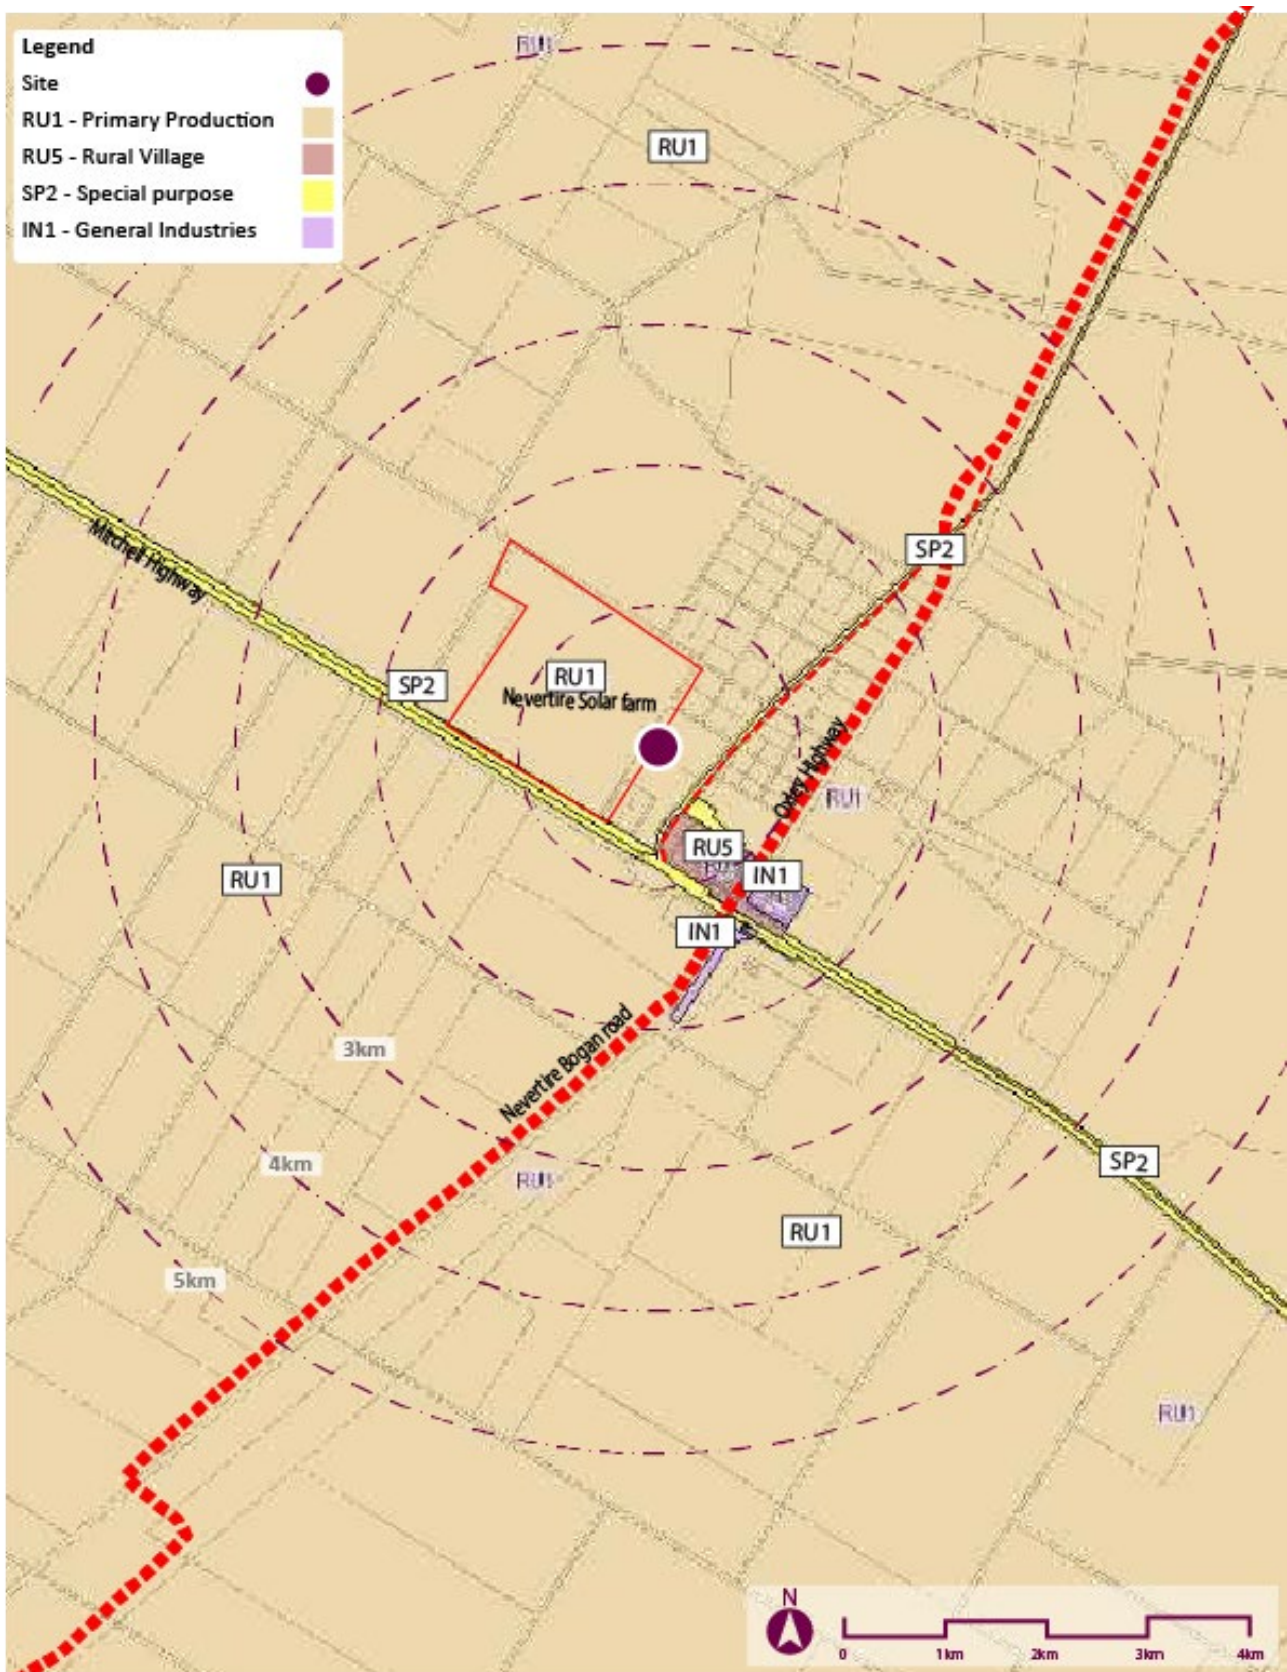 Legend
Site
RU1 - Primary Production
RU5 - Rural Village
SP2 - Special purpose
IN1 - General Industries
RU1
RU1
Mitchell Highway
SP2
SP2
RU1
Nevertire Solar farm
Oxley Highway
RU1
RU5
IN1
RU1
IN1
Nevertire Bogan road
3km
4km
RU1
SP2
RU1
5km
RU1
N
0
1km
2km
3km
4km